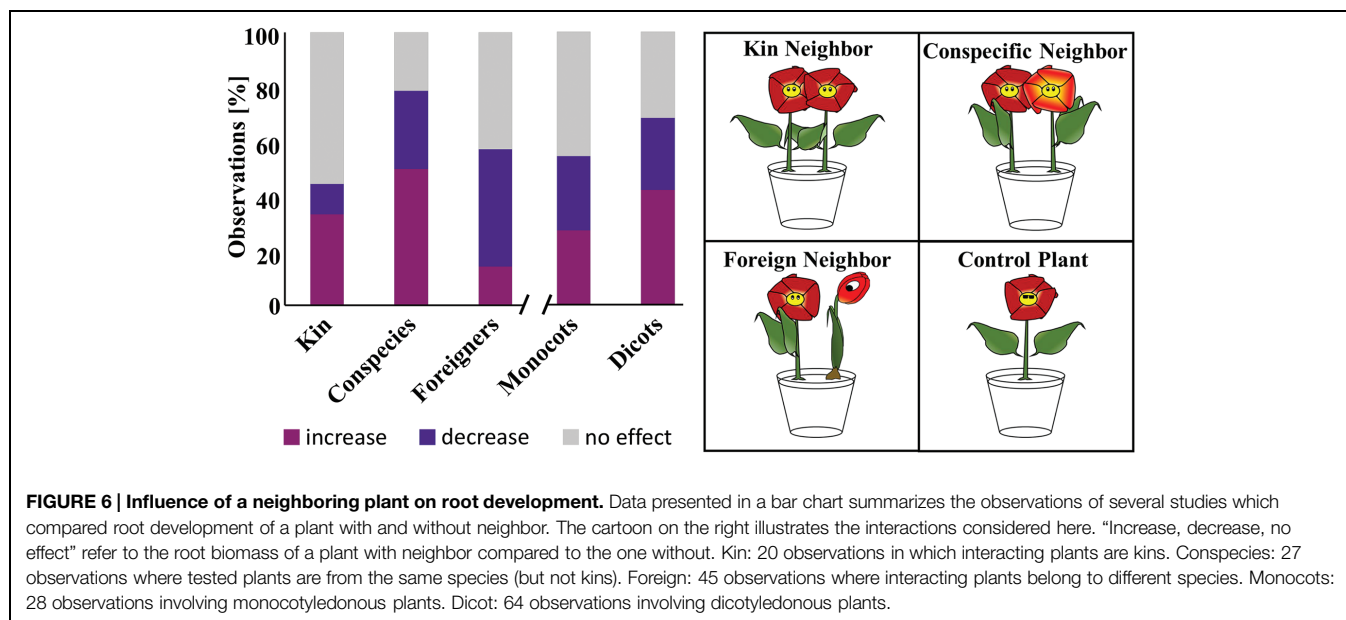 Observations [%]
100
80
60
40
20
0
Kin
Conspecies
Foreigners
Monocots
Dicots
increase decrease no effect
Kin Neighbor
Conspecific Neighbor
Foreign Neighbor
Control Plant
FIGURE 6 | Influence of a neighboring plant on root development. Data presented in a bar chart summarizes the observations of several studies which
compared root development of a plant with and without neighbor. The cartoon on the right illustrates the interactions considered here. “Increase, decrease, no
effect” refer to the root biomass of a plant with neighbor compared to the one without. Kin: 20 observations in which interacting plants are kins. Conspecies: 27
observations where tested plants are from the same species (but not kins). Foreign: 45 observations where interacting plants belong to different species. Monocots:
28 observations involving monocotyledonous plants. Dicot: 64 observations involving dicotyledonous plants.